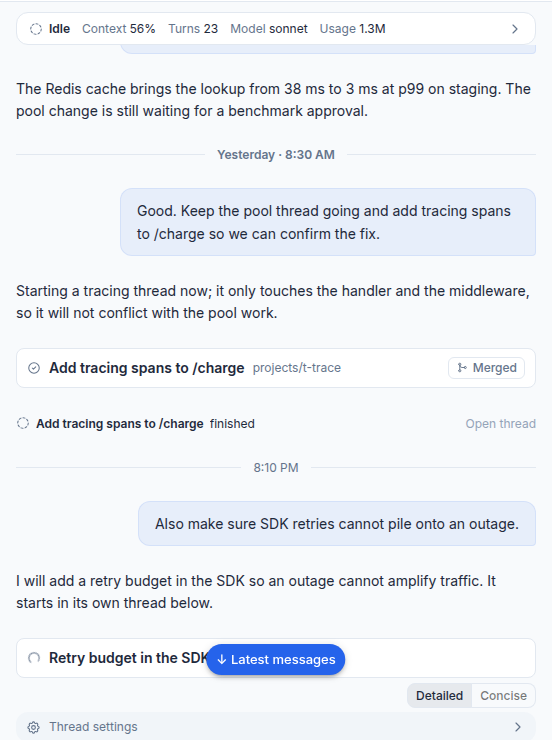 Idle Context 56% Turns 23 Model sonnet Usage 1.3M
The Redis cache brings the lookup from 38 ms to 3 ms at p99 on staging. The
pool change is still waiting for a benchmark approval.
Yesterday · 8:30 AM
Good. Keep the pool thread going and add tracing spans
to /charge so we can confirm the fix.
Starting a tracing thread now; it only touches the handler and the middleware,
so it will not conflict with the pool work.
Add tracing spans to /charge projects/t-trace Merged
Add tracing spans to /charge finished Open thread
8:10 PM
Also make sure SDK retries cannot pile onto an outage.
I will add a retry budget in the SDK so an outage cannot amplify traffic. It
starts in its own thread below.
Retry budget in the SDK
↓ Latest messages
Detailed Concise
Thread settings